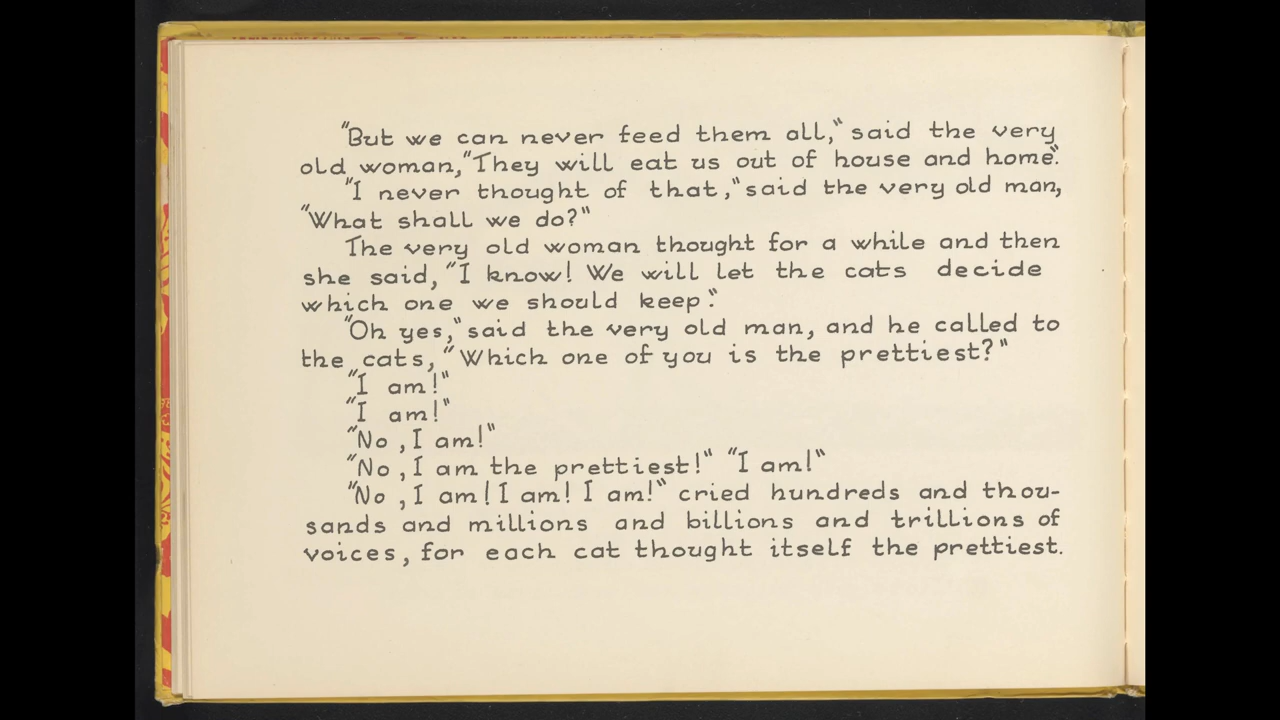 "But we can never feed them all," said the very
old woman, "They will eat us out of house and home".
"I never thought of that," said the very old man,
"What shall we do?"
The very old woman thought for a while and then
she said, "I know! We will let the cats decide
which one we should keep".
"Oh yes," said the very old man, and he called to
the cats, "Which one of you is the prettiest?"
"I am!"
"I am!"
"No, I am!"
"No, I am the prettiest!" "I am!"
"No, I am! I am! I am!" cried hundreds and thou-
sands and millions and billions and trillions of
voices, for each cat thought itself the prettiest.